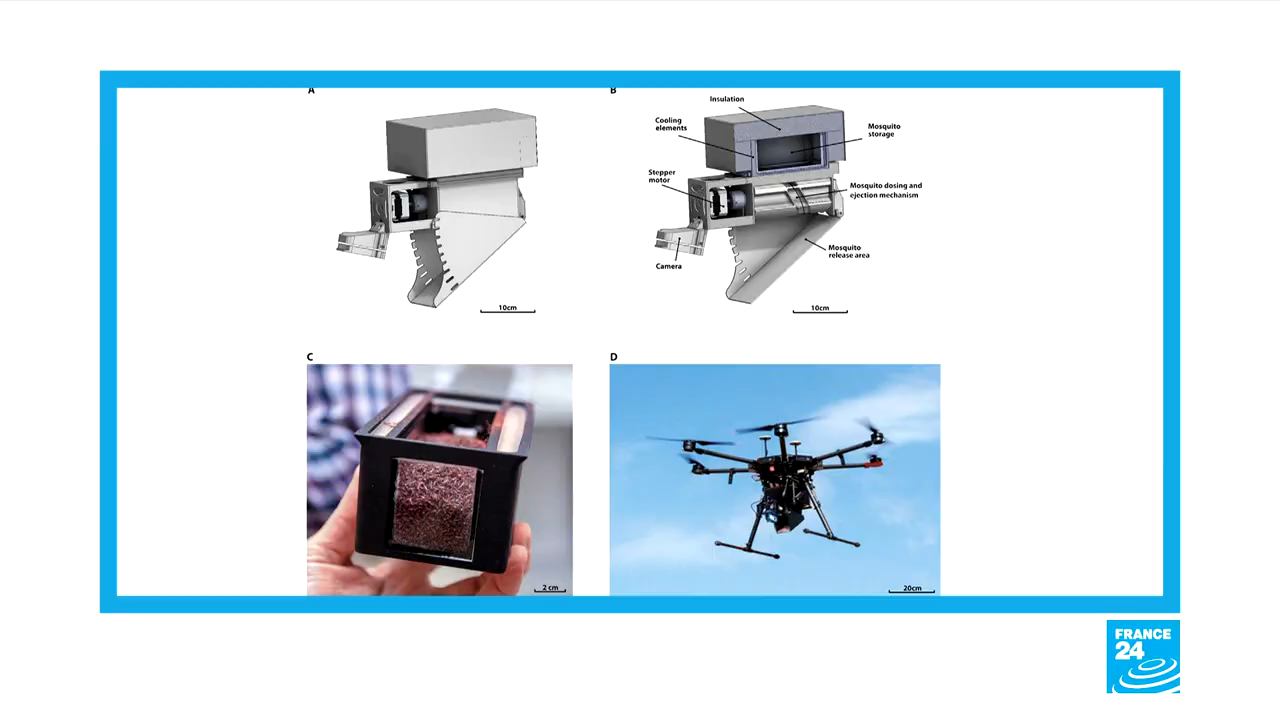 A
B
Insulation
Cooling
elements
Mosquito
storage
Stepper
motor
Mosquito dosing and
ejection mechanism
Mosquito
release area
Camera
10cm
10cm
C
D
2 cm
20cm
FRANCE
24